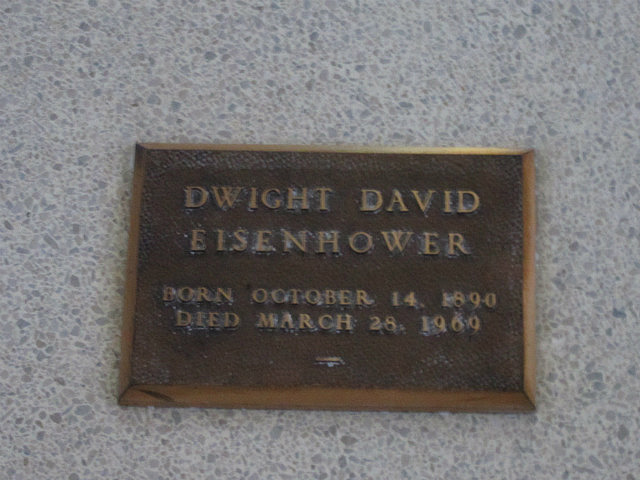 DWIGHT DAVID
EISENHOWER
BORN OCTOBER 14, 1890
DIED MARCH 28, 1969